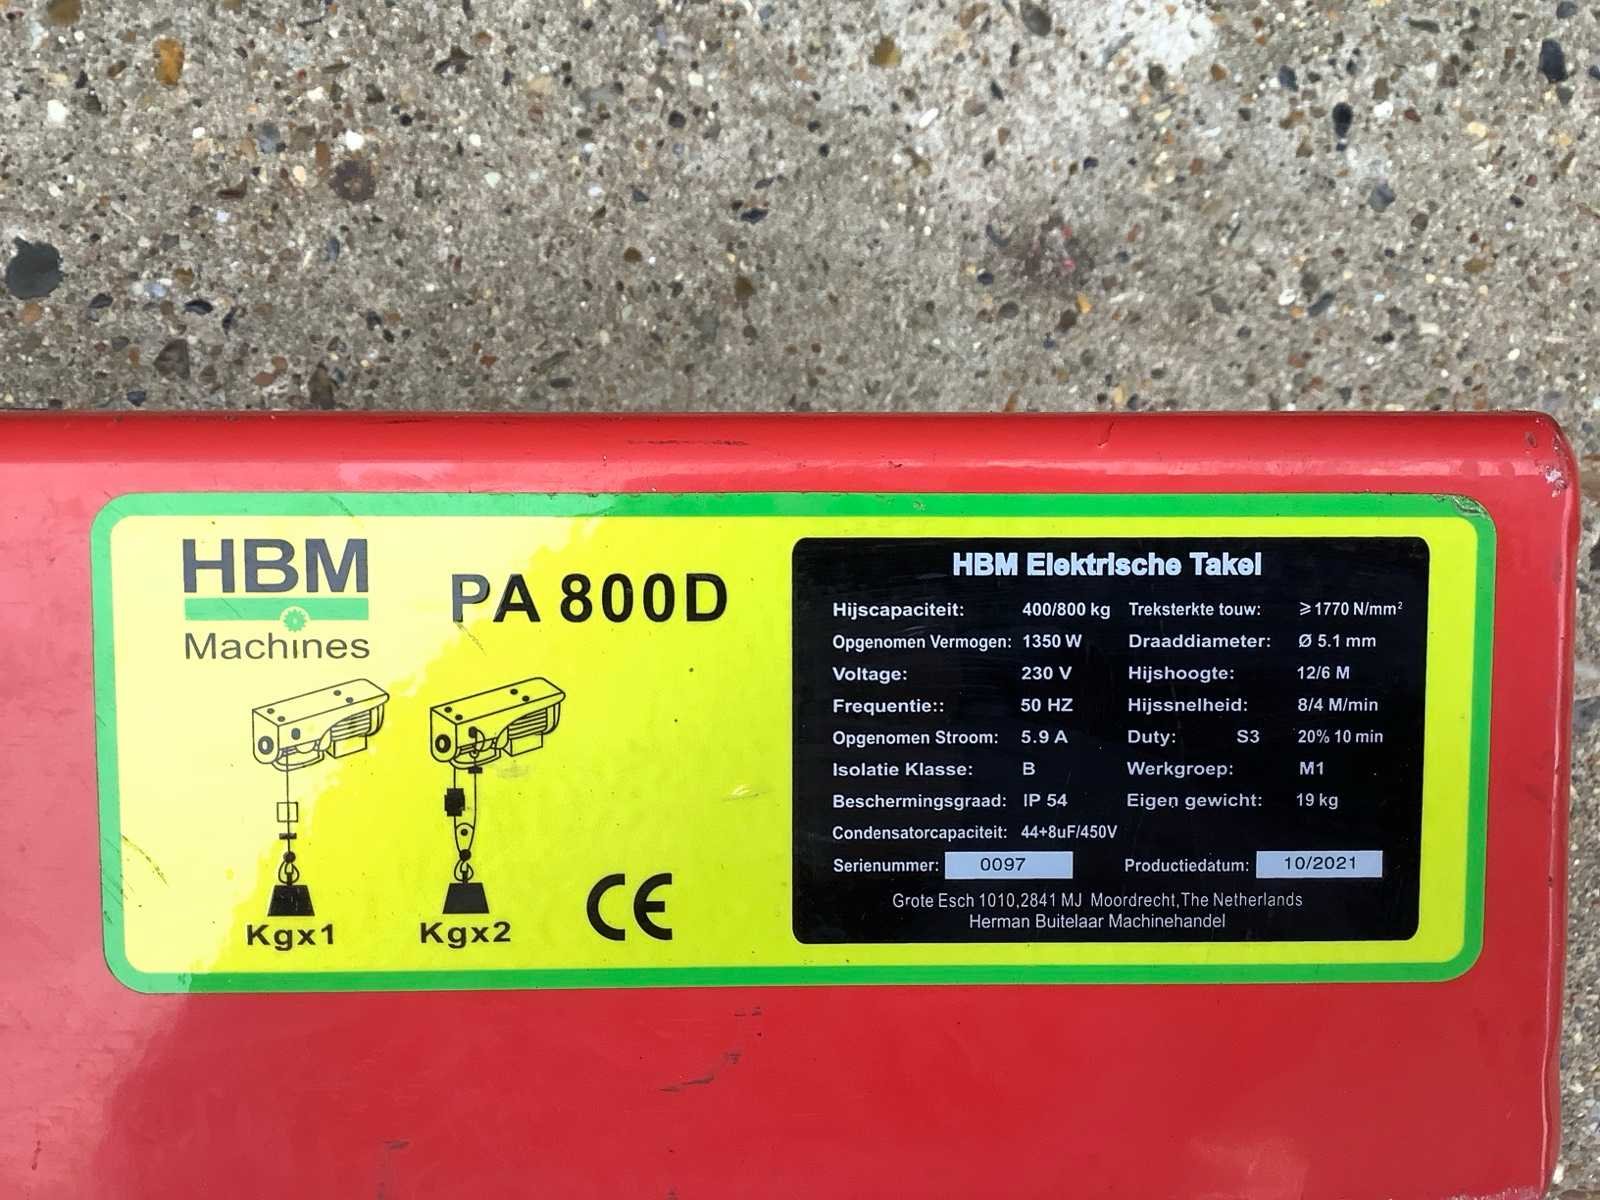 HBM
Machines
PA 800D
Kgx1
Kgx2
CE
HBM Elektrische Takel
Hijscapaciteit: 400/800 kg Treksterkte touw: ≥1770 N/mm²
Opgenomen Vermogen: 1350 W Draaddiameter: Ø 5.1 mm
Voltage: 230 V Hijshoogte: 12/6 M
Frequentie:: 50 HZ Hijssnelheid: 8/4 M/min
Opgenomen Stroom: 5.9 A Duty: S3 20% 10 min
Isolatie Klasse: B Werkgroep: M1
Beschermingsgraad: IP 54 Eigen gewicht: 19 kg
Condensatorcapaciteit: 44+8uF/450V
Serienummer: 0097 Productiedatum: 10/2021
Grote Esch 1010,2841 MJ Moordrecht,The Netherlands
Herman Buitelaar Machinehandel